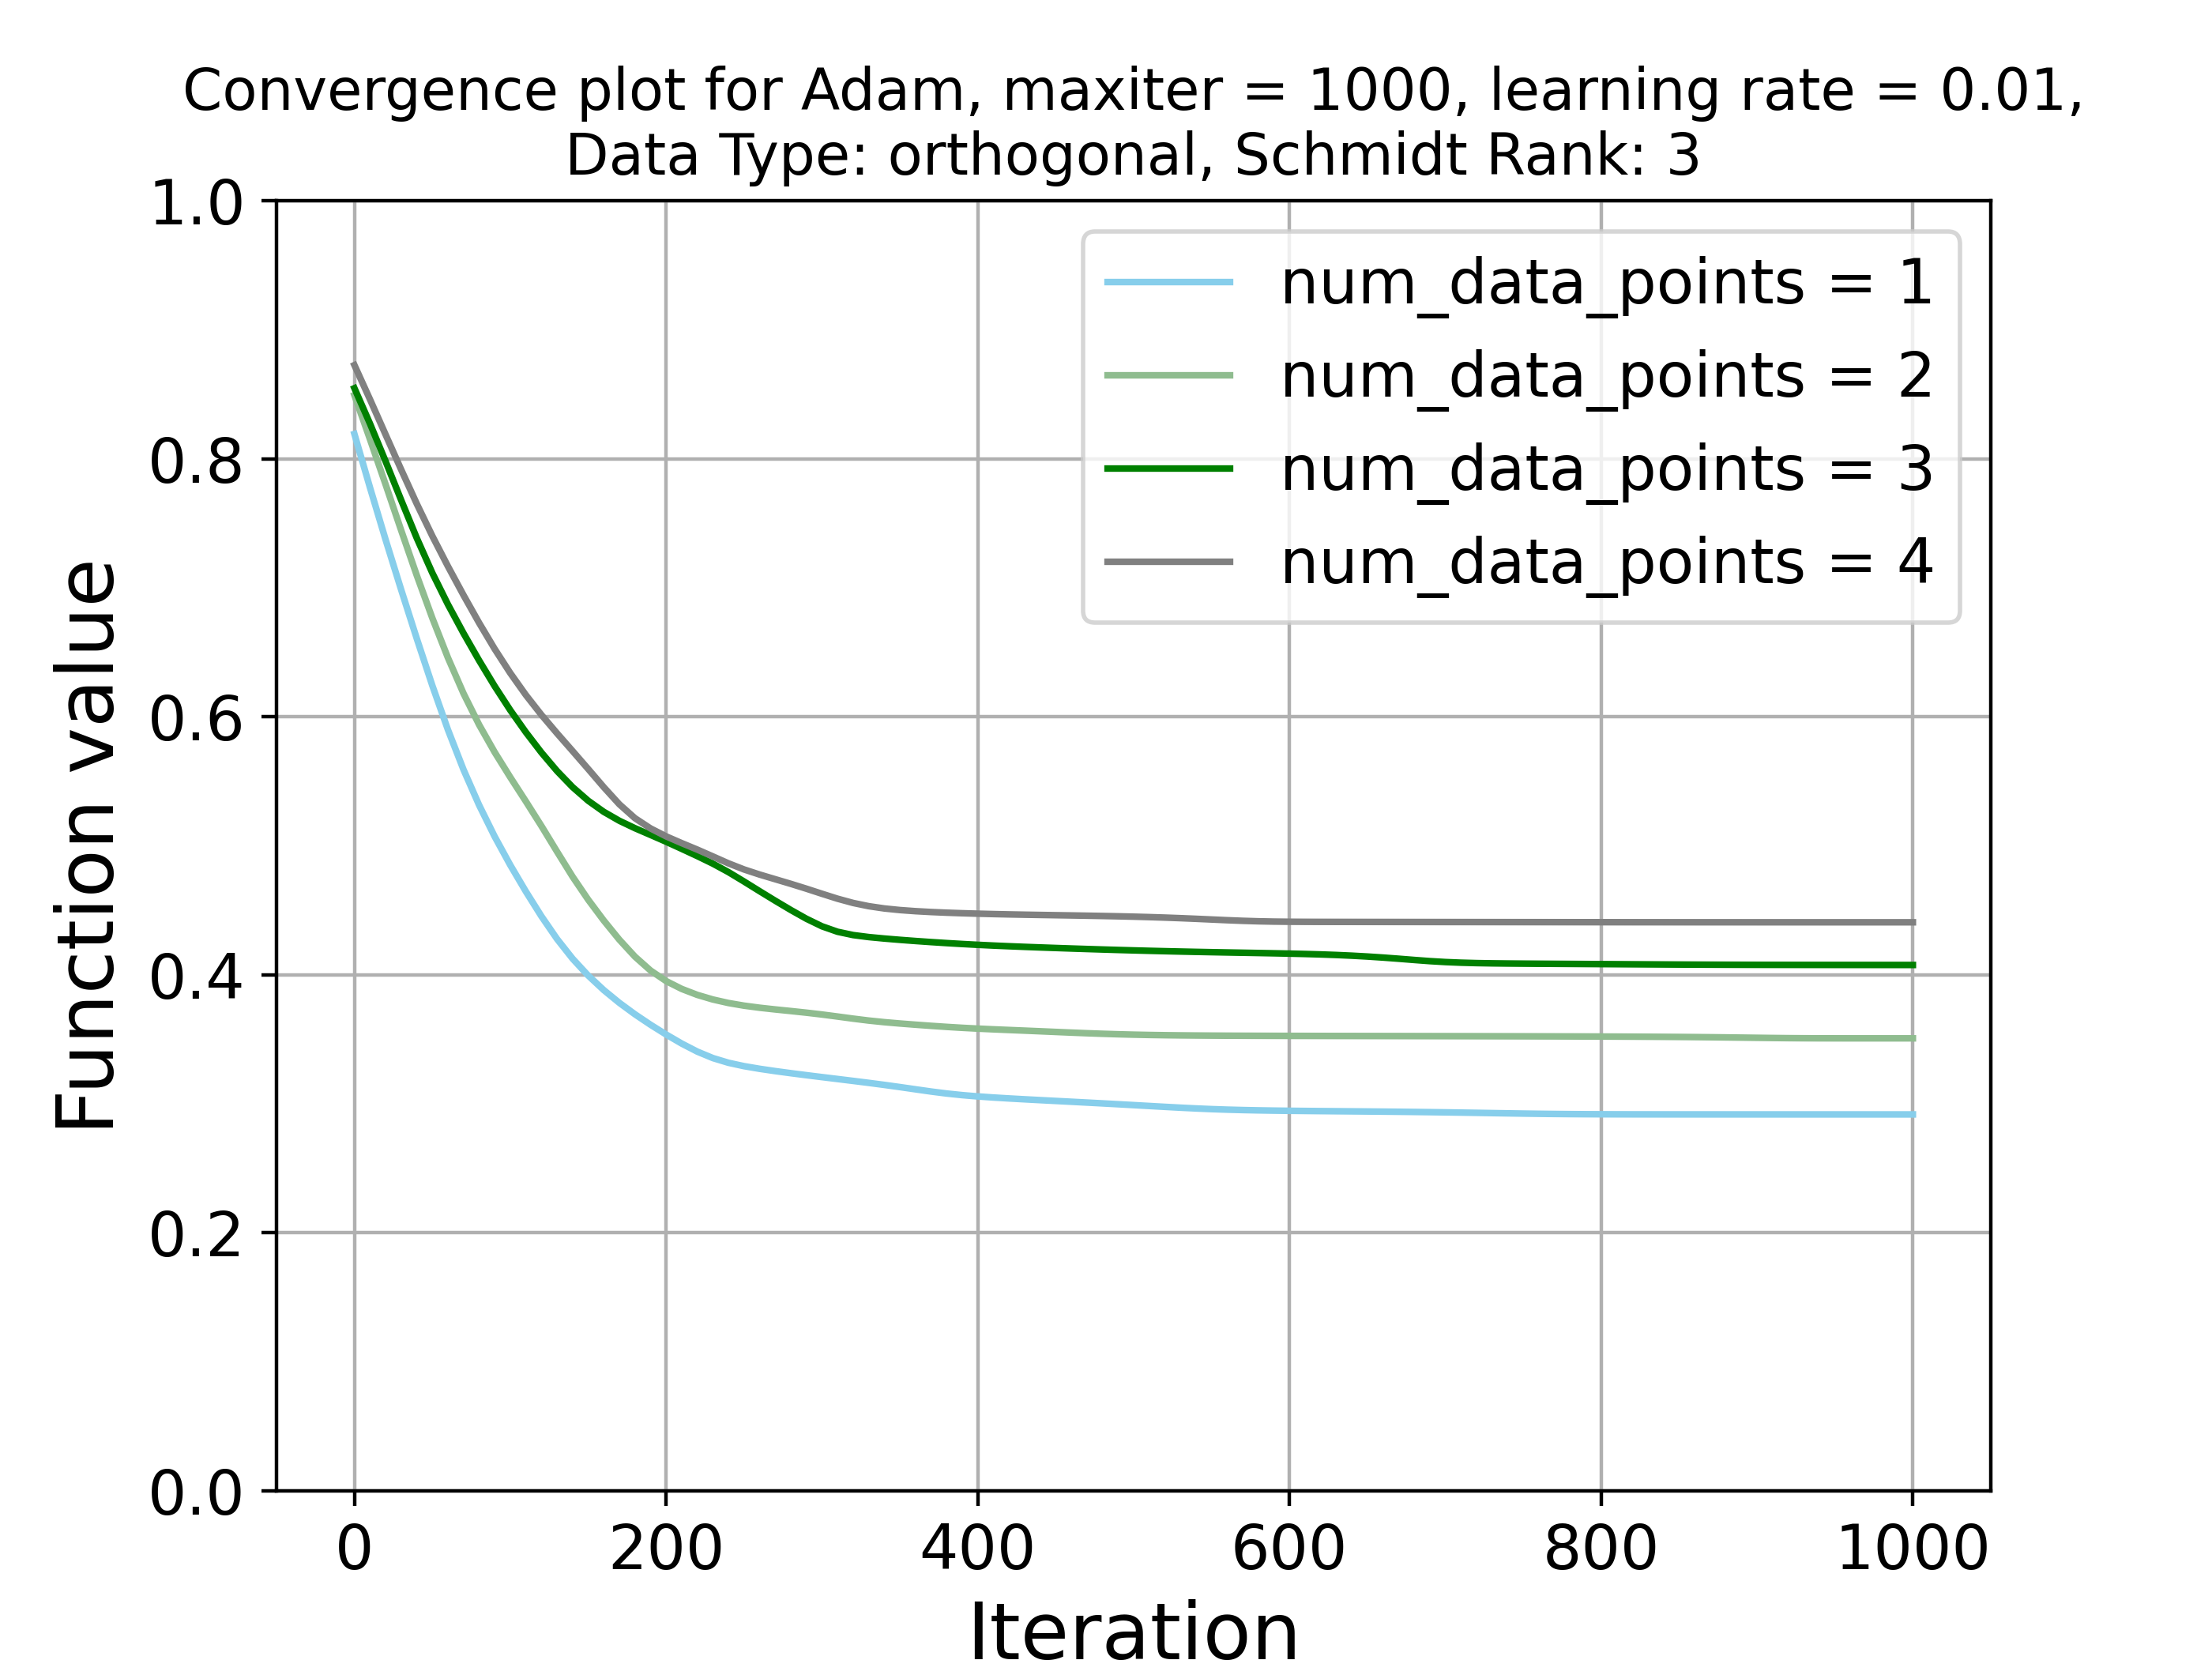 Convergence plot for Adam, maxiter = 1000, learning rate = 0.01,
Data Type: orthogonal, Schmidt Rank: 3
1.0
0.8
0.6
0.4
0.2
0.0
Function value
num_data_points = 1
num_data_points = 2
num_data_points = 3
num_data_points = 4
0 200 400 600 800 1000
Iteration